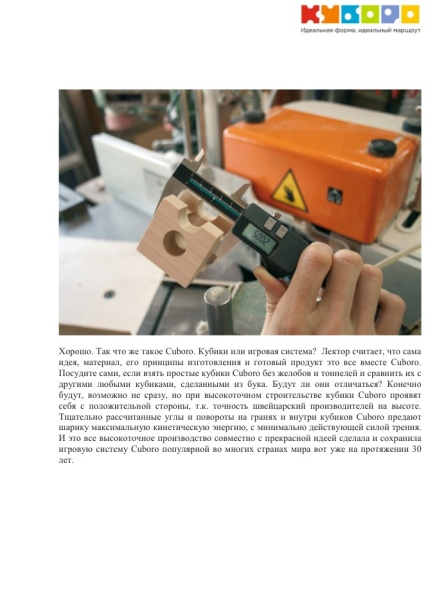 КУБОРО
Идеальная форма, идеальный маршрут
Хорошо. Так что же такое Cuboro. Кубики или игровая система? Лектор считает, что сама
идея, материал, его принципы изготовления и готовый продукт это все вместе Cuboro.
Посудите сами, если взять простые кубики Cuboro без желобов и тоннелей и сравнить их с
другими любыми кубиками, сделанными из бука. Будут ли они отличаться? Конечно
будут, возможно не сразу, но при высокоточном строительстве кубики Cuboro проявят
себя с положительной стороны, т.к. точность швейцарский производителей на высоте.
Тщательно рассчитанные углы и повороты на гранях и внутри кубиков Cuboro предают
шарику максимальную кинетическую энергию, с минимально действующей силой трения.
И это все высокоточное производство совместно с прекрасной идеей сделала и сохранила
игровую систему Cuboro популярной во многих странах мира вот уже на протяжении 30
лет.